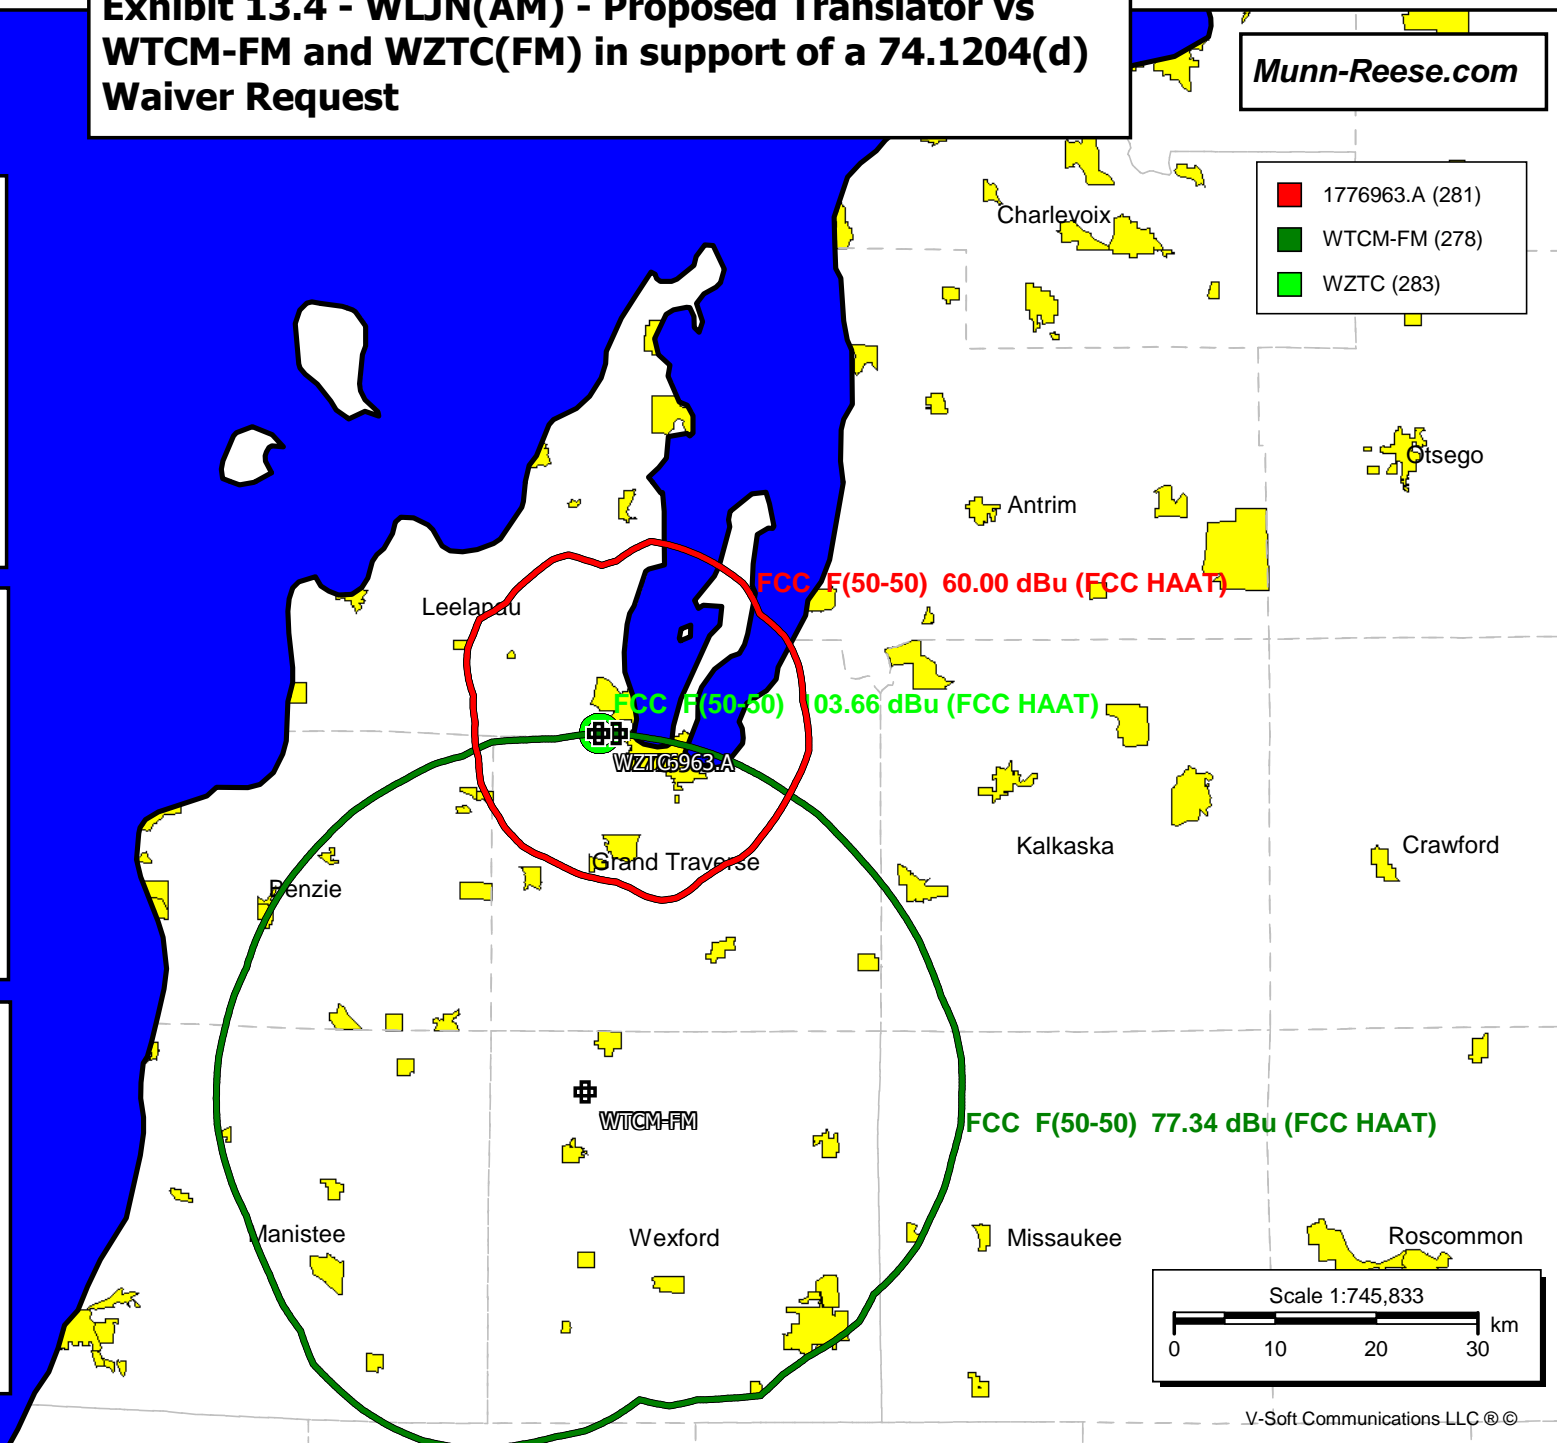 Exhibit 13.4 - WLJN(AM) - Proposed Translator vs
WTCM-FM and WZTC(FM) in support of a 74.1204(d)
Waiver Request
Munn-Reese.com
1776963.A (281)
WTCM-FM (278)
WZTC (283)
Charlevoix
Otsego
Antrim
FCC F(50-50) 60.00 dBu (FCC HAAT)
Leelanau
FCC F(50-50) 103.66 dBu (FCC HAAT)
WZTC 963.A
Kalkaska
Crawford
Grand Traverse
Benzie
WTCM-FM
FCC F(50-50) 77.34 dBu (FCC HAAT)
Manistee
Wexford
Missaukee
Roscommon
Scale 1:745,833
km
0 10 20 30
V-Soft Communications LLC ® ©